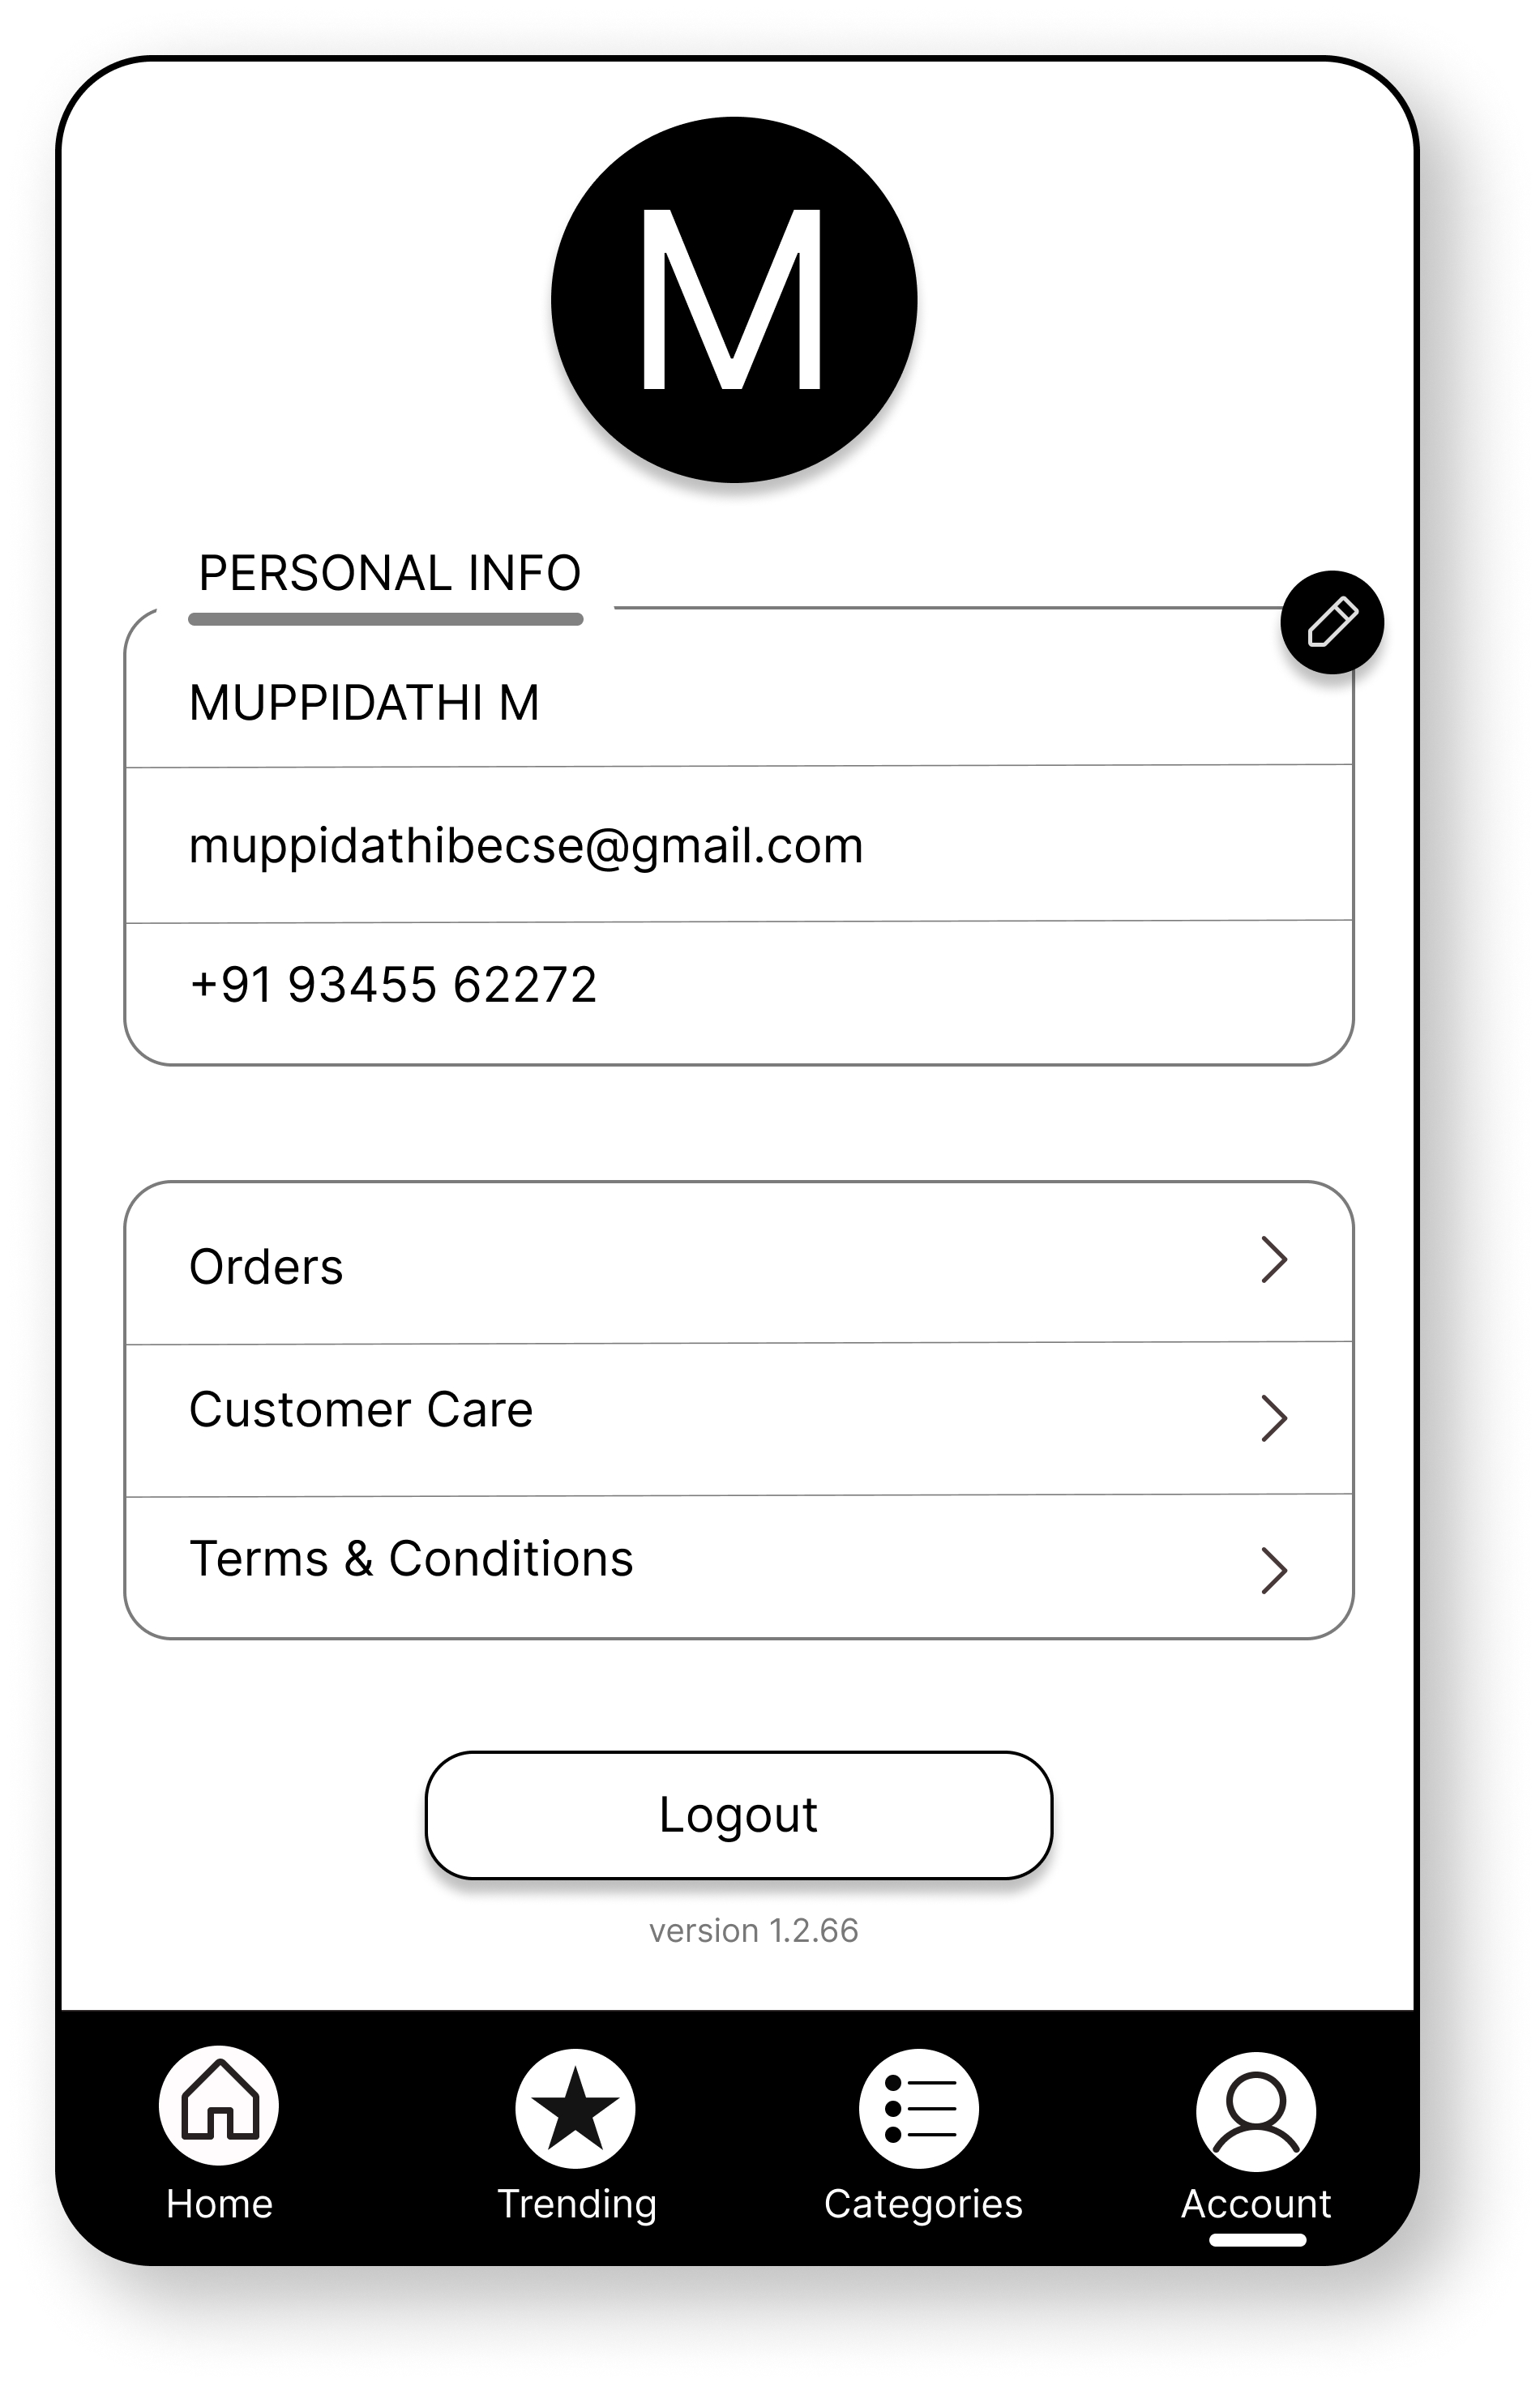 M
PERSONAL INFO
MUPPIDATHI M
muppidathibecse@gmail.com
+91 93455 62272
Orders
Customer Care
Terms & Conditions
Logout
version 1.2.66
Home
Trending
Categories
Account